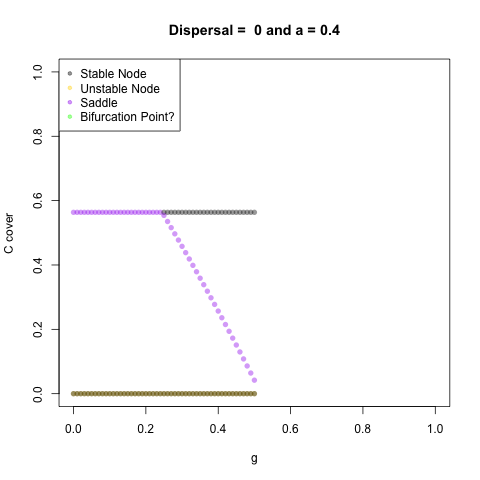 Dispersal =  0 and a = 0.4
Stable Node
Unstable Node
Saddle
Bifurcation Point?
1.0
0.8
0.6
0.4
0.2
0.0
C cover
0.0 0.2 0.4 0.6 0.8 1.0
g